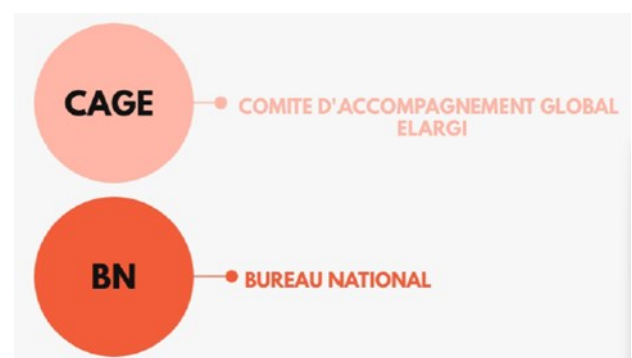 CAGE
COMITE D'ACCOMPAGNEMENT GLOBAL
ELARGI
BN
BUREAU NATIONAL